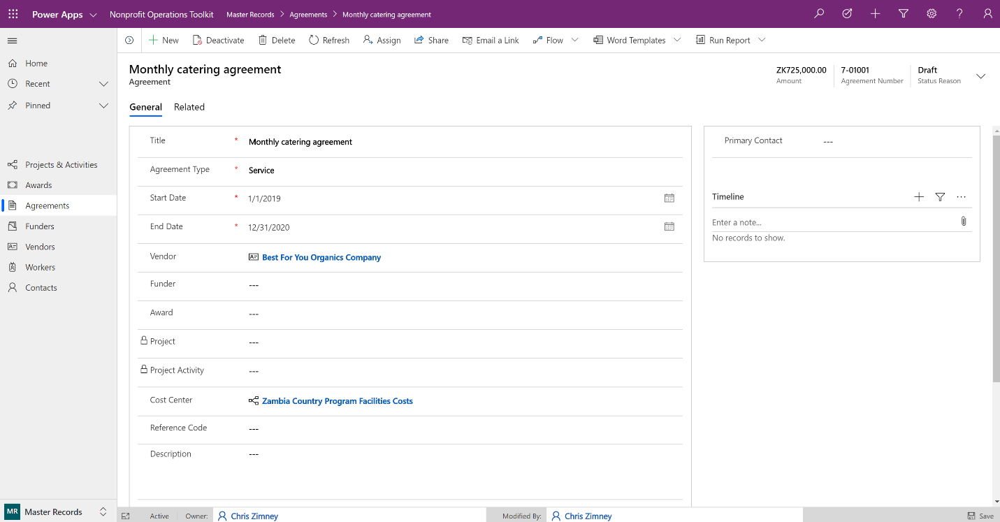 Power Apps Nonprofit Operations Toolkit Master Records Agreements Monthly catering agreement
New Deactivate Delete Refresh Assign Share Email a Link Flow Word Templates Run Report
Home
Recent
Pinned
Projects & Activities
Awards
Agreements
Funders
Vendors
Workers
Contacts
MR Master Records
Monthly catering agreement
Agreement
ZK725,000.00
Amount
7-01001
Agreement Number
Draft
Status Reason
General Related
Title * Monthly catering agreement
Agreement Type * Service
Start Date * 1/1/2019
End Date * 12/31/2020
Vendor Best For You Organics Company
Funder ---
Award ---
Project ---
Project Activity ---
Cost Center Zambia Country Program Facilities Costs
Reference Code ---
Description ---
Primary Contact ---
Timeline
Enter a note...
No records to show.
Active Owner: Chris Zimney Modified By: Chris Zimney Save